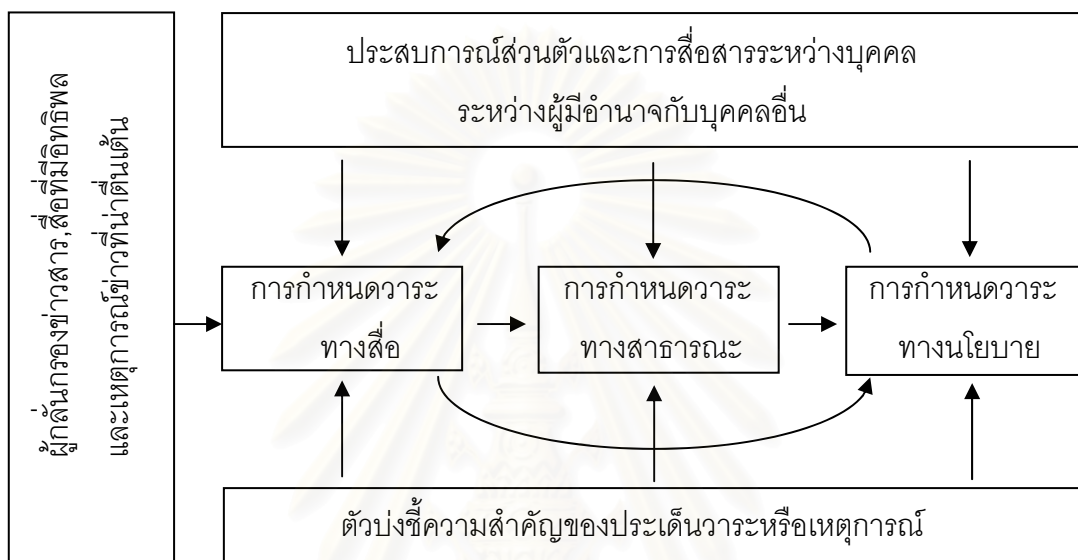 ผู้กลั่นกรองข่าวสาร,สื่อที่มีอิทธิพล
และเหตุการณ์ข่าวที่น่าตื่นเต้น
ประสบการณ์ส่วนตัวและการสื่อสารระหว่างบุคคล
ระหว่างผู้มีอำนาจกับบุคคลอื่น
การกำหนดวาระ
ทางสื่อ
การกำหนดวาระ
ทางสาธารณะ
การกำหนดวาระ
ทางนโยบาย
ตัวบ่งชี้ความสำคัญของประเด็นวาระหรือเหตุการณ์